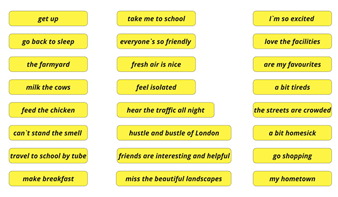 get up
go back to sleep
the farmyard
milk the cows
feed the chicken
can`t stand the smell
travel to school by tube
make breakfast
take me to school
everyone`s so friendly
fresh air is nice
feel isolated
hear the traffic all night
hustle and bustle of London
friends are interesting and helpful
miss the beautiful landscapes
I`m so excited
love the facilities
are my favourites
a bit tireds
the streets are crowded
a bit homesick
go shopping
my hometown